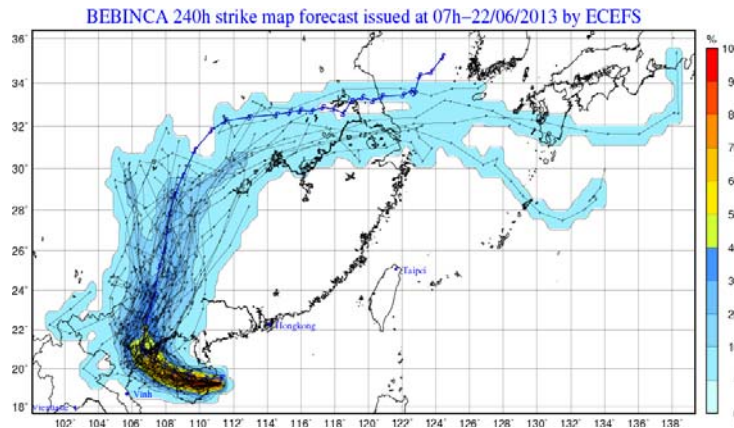 BEBINCA 240h strike map forecast issued at 07h-22/06/2013 by ECEFS
%
36°
34°
32°
30°
28°
26°
24°
22°
20°
18°
Taipei
Hongkong
Vinh
Vientiane
102° 104° 106° 108° 110° 112° 114° 116° 118° 120° 122° 124° 126° 128° 130° 132° 134° 136° 138°